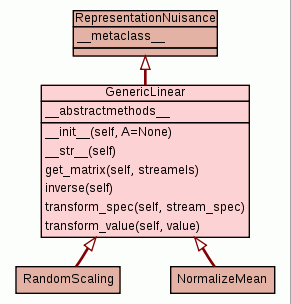 RepresentationNuisance
__metaclass__
GenericLinear
__abstractmethods__
__init__(self, A=None)
__str__(self)
get_matrix(self, streamels)
inverse(self)
transform_spec(self, stream_spec)
transform_value(self, value)
RandomScaling
NormalizeMean